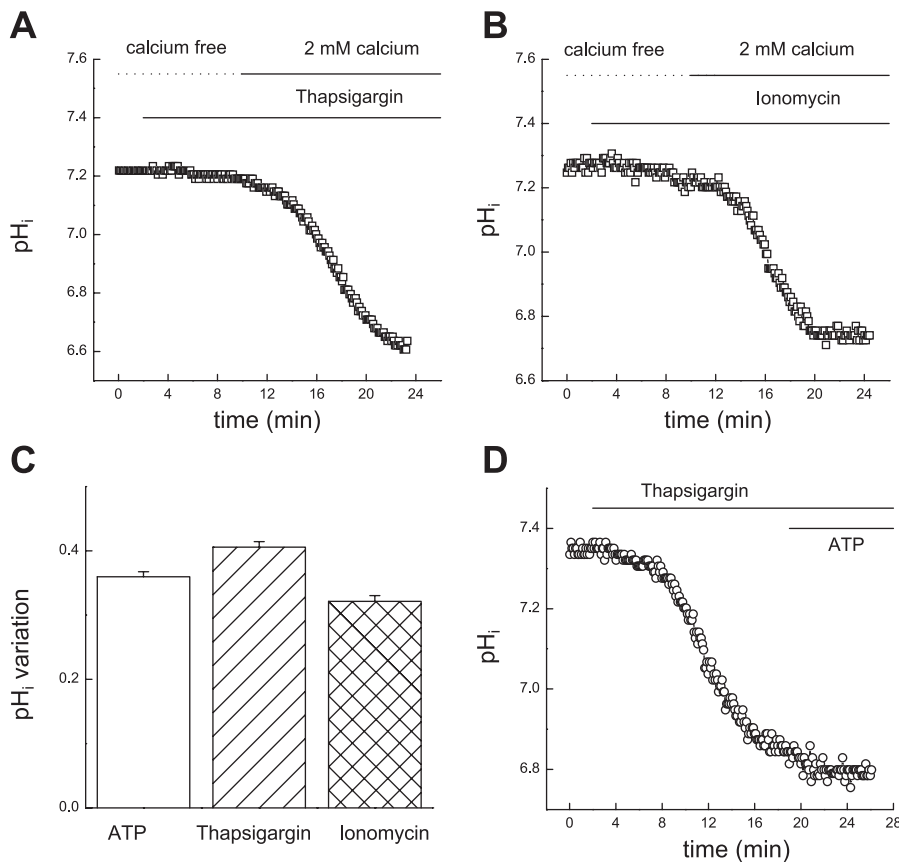 A
calcium free
2 mM calcium
Thapsigargin
7.6
7.4
7.2
7.0
6.8
6.6
pHi
0 4 8 12 16 20 24
time (min)
B
calcium free
2 mM calcium
Ionomycin
7.6
7.4
7.2
7.0
6.8
6.6
pHi
0 4 8 12 16 20 24
time (min)
C
0.4
0.2
0.0
pHi variation
ATP Thapsigargin Ionomycin
D
Thapsigargin
ATP
7.4
7.2
7.0
6.8
pHi
0 4 8 12 16 20 24 28
time (min)